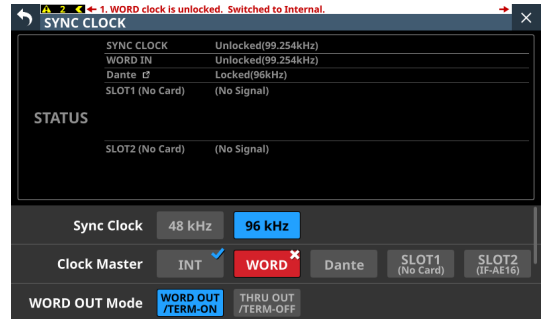 2 1. WORD clock is unlocked. Switched to Internal.
SYNC CLOCK
SYNC CLOCK Unlocked(99.254kHz)
WORD IN Unlocked(99.254kHz)
Dante Locked(96kHz)
SLOT1 (No Card) (No Signal)
STATUS
SLOT2 (No Card) (No Signal)
Sync Clock 48 kHz 96 kHz
Clock Master INT WORD Dante SLOT1 (No Card) SLOT2 (IF-AE16)
WORD OUT Mode WORD OUT /TERM-ON THRU OUT /TERM-OFF